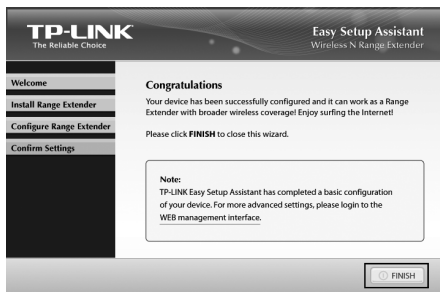 TP-LINK
The Reliable Choice
Easy Setup Assistant
Wireless N Range Extender
Welcome
Install Range Extender
Configure Range Extender
Confirm Settings
Congratulations
Your device has been successfully configured and it can work as a Range
Extender with broader wireless coverage! Enjoy surfing the Internet!
Please click FINISH to close this wizard.
Note:
TP-LINK Easy Setup Assistant has completed a basic configuration
of your device. For more advanced settings, please login to the
WEB management interface.
FINISH